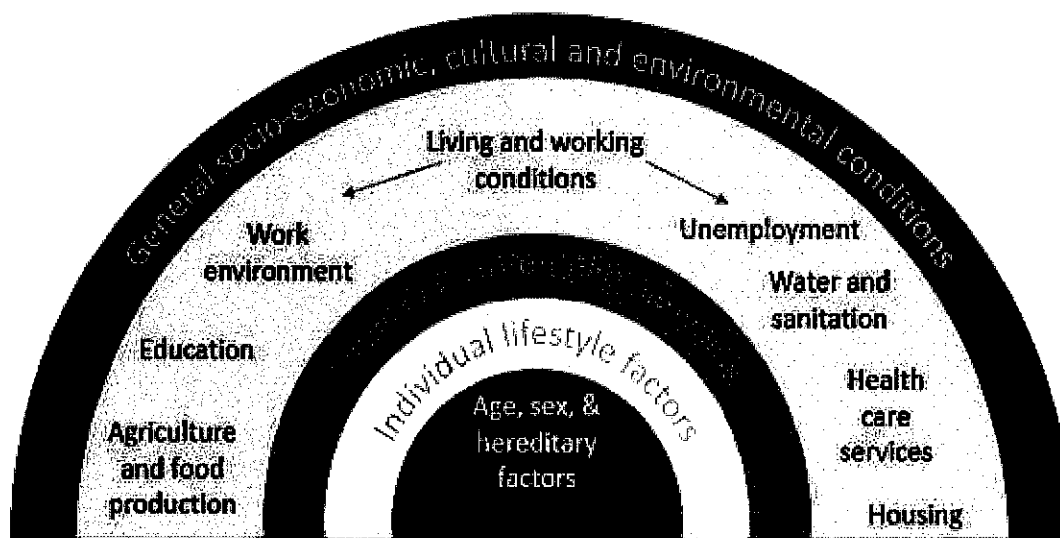 General socio-economic, cultural and environmental conditions
Living and working
conditions
Work
environment
Unemployment
Water and
sanitation
Education
Health
care
services
Agriculture
and food
production
Housing
Individual lifestyle factors
Age, sex, &
hereditary
factors